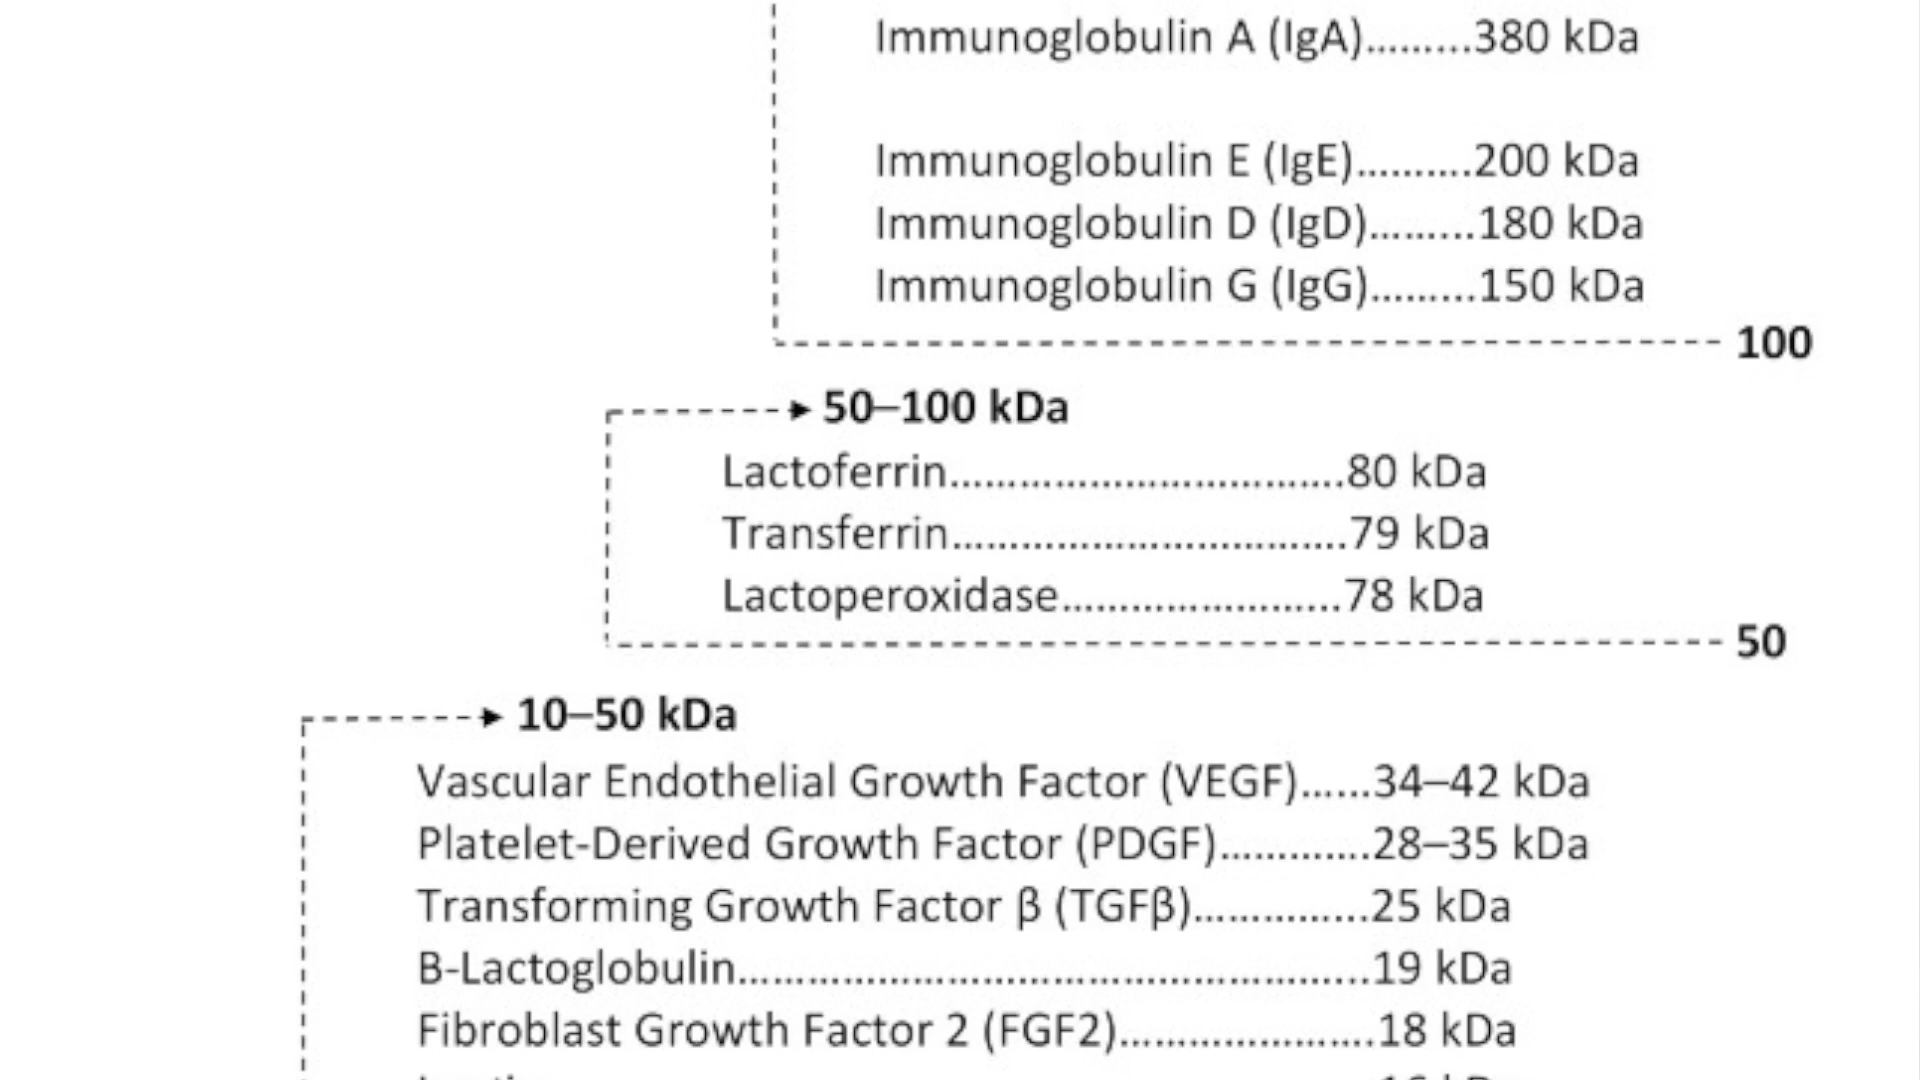 Immunoglobulin A (IgA).........380 kDa
Immunoglobulin E (IgE)..........200 kDa
Immunoglobulin D (IgD).........180 kDa
Immunoglobulin G (IgG).........150 kDa
100
50–100 kDa
Lactoferrin..................................80 kDa
Transferrin..................................79 kDa
Lactoperoxidase........................78 kDa
50
10–50 kDa
Vascular Endothelial Growth Factor (VEGF)......34–42 kDa
Platelet-Derived Growth Factor (PDGF).............28–35 kDa
Transforming Growth Factor β (TGFβ)...............25 kDa
B-Lactoglobulin......................................................19 kDa
Fibroblast Growth Factor 2 (FGF2)......................18 kDa